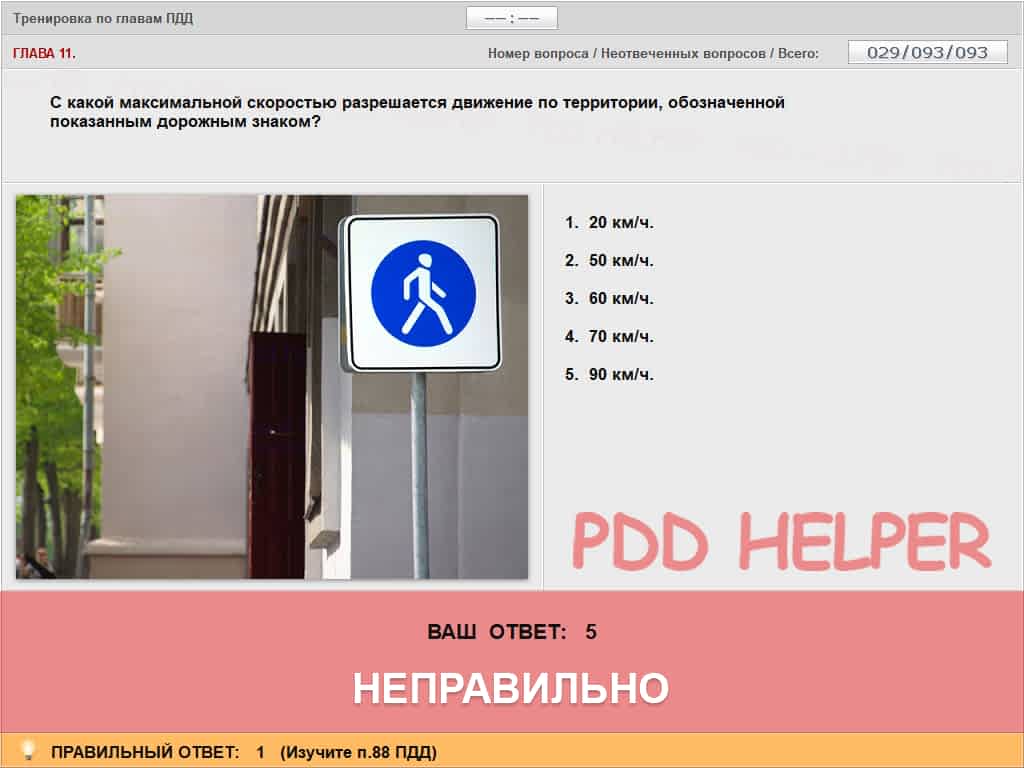 Тренировка по главам ПДД
–– : ––
ГЛАВА 11.
Номер вопроса / Неотвеченных вопросов / Всего:
029/093/093
С какой максимальной скоростью разрешается движение по территории, обозначенной
показанным дорожным знаком?
1. 20 км/ч.
2. 50 км/ч.
3. 60 км/ч.
4. 70 км/ч.
5. 90 км/ч.
PDD HELPER
ВАШ ОТВЕТ: 5
НЕПРАВИЛЬНО
ПРАВИЛЬНЫЙ ОТВЕТ: 1 (Изучите п.88 ПДД)